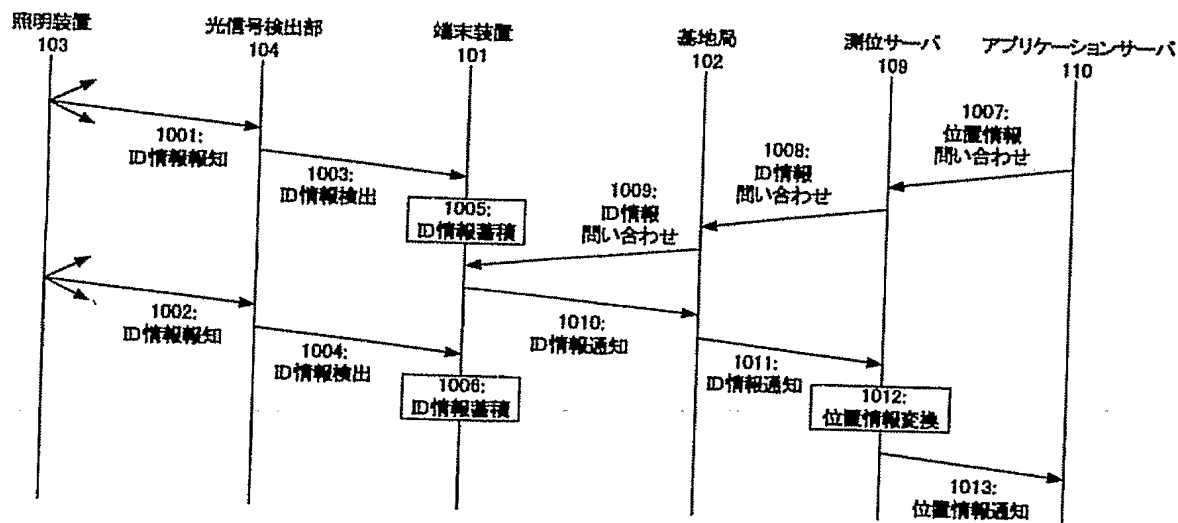 照明装置
103
光信号検出部
104
端末装置
101
基地局
102
測位サーバ
109
アプリケーションサーバ
110
1001:
ID情報報知
1003:
ID情報検出
1005:
ID情報蓄積
1007:
位置情報
問い合わせ
1008:
ID情報
問い合わせ
1009:
ID情報
問い合わせ
1002:
ID情報報知
1004:
ID情報検出
1006:
ID情報蓄積
1010:
ID情報通知
1011:
ID情報通知
1012:
位置情報変換
1013:
位置情報通知